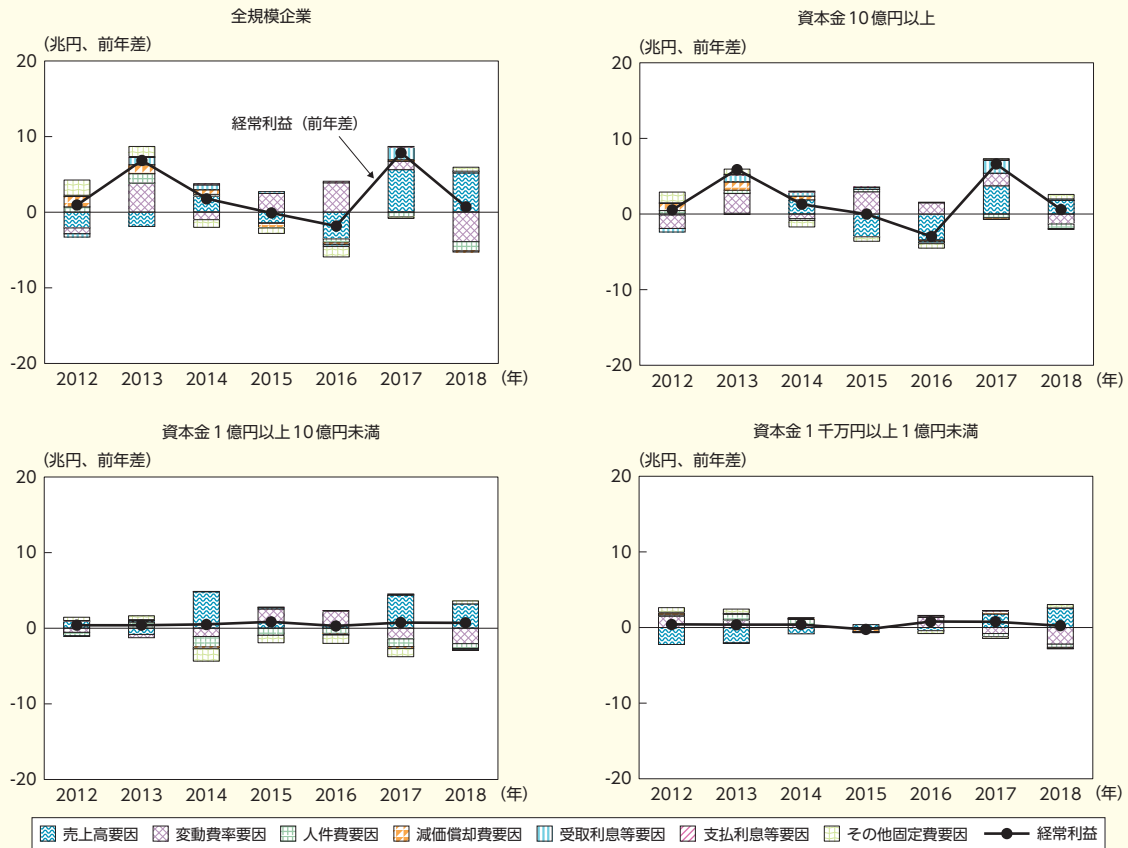 全規模企業
(兆円、前年差)
20
10
0
-10
-20
経常利益（前年差）
2012 2013 2014 2015 2016 2017 2018 (年)
資本金10億円以上
(兆円、前年差)
20
10
0
-10
-20
2012 2013 2014 2015 2016 2017 2018 (年)
資本金１億円以上10億円未満
(兆円、前年差)
20
10
0
-10
-20
2012 2013 2014 2015 2016 2017 2018 (年)
資本金１千万円以上１億円未満
(兆円、前年差)
20
10
0
-10
-20
2012 2013 2014 2015 2016 2017 2018 (年)
売上高要因 変動費率要因 人件費要因 減価償却費要因 受取利息等要因 支払利息等要因 その他固定費要因 経常利益